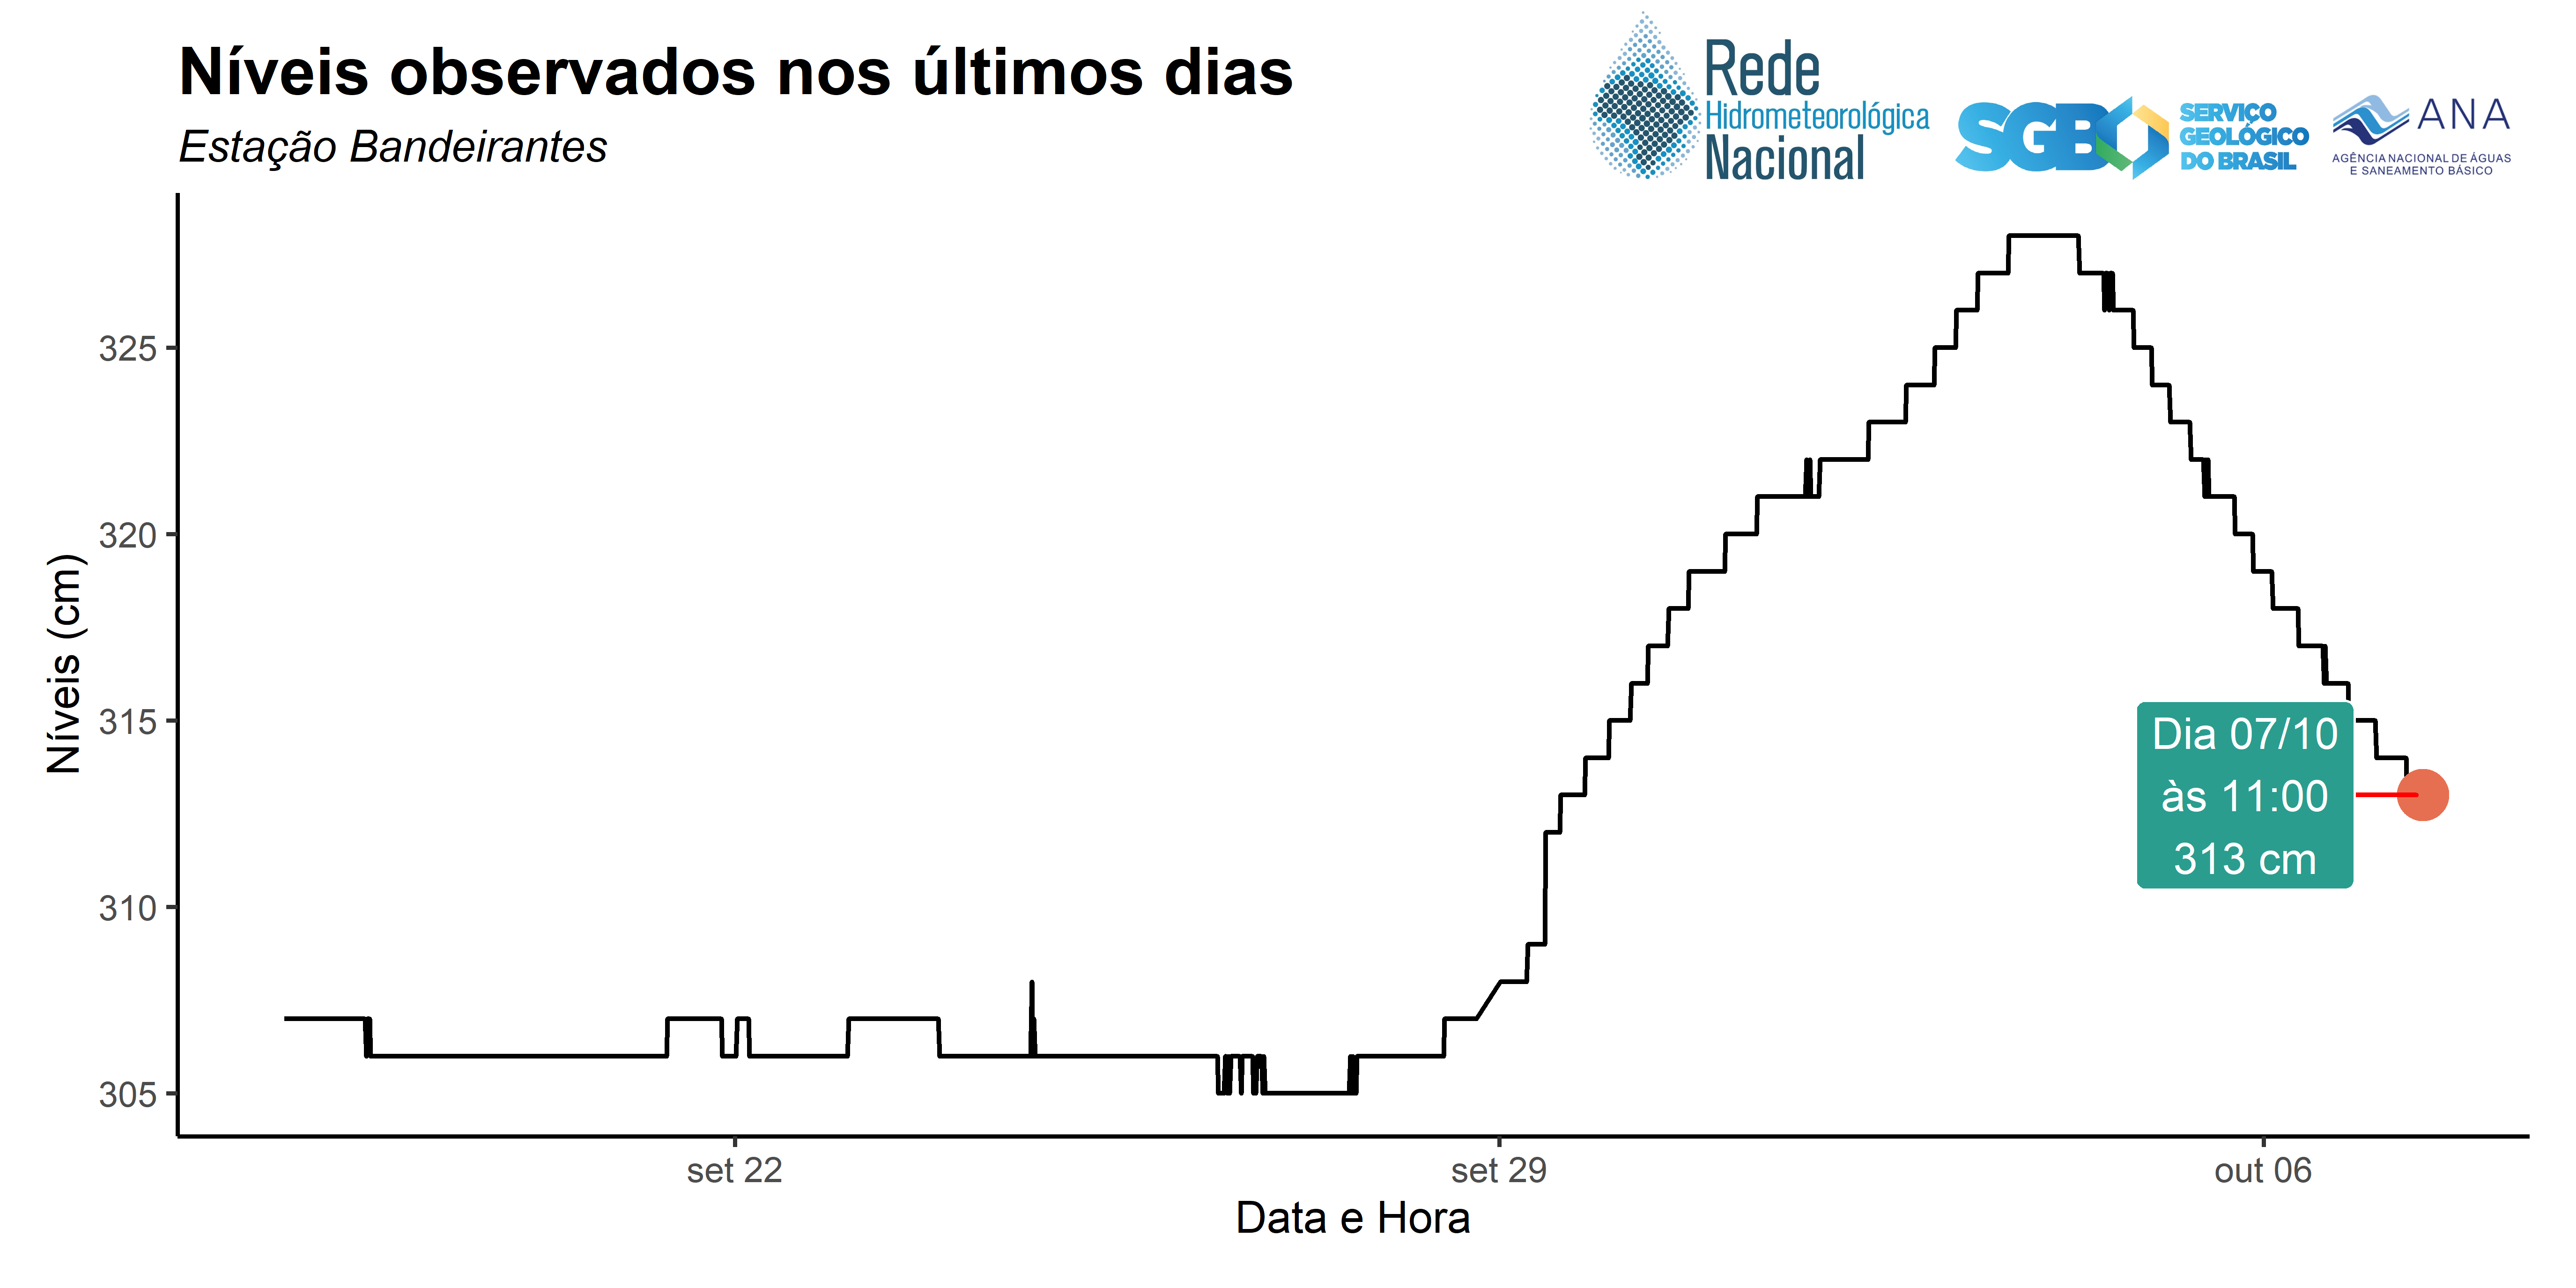 Níveis observados nos últimos dias
Estação Bandeirantes
Rede
Hidrometeorológica
Nacional
SGB
SERVIÇO
GEOLÓGICO
DO BRASIL
ANA
AGÊNCIA NACIONAL DE ÁGUAS
E SANEAMENTO BÁSICO
Níveis (cm)
325
320
315
310
305
Dia 07/10
às 11:00
313 cm
set 22
set 29
out 06
Data e Hora